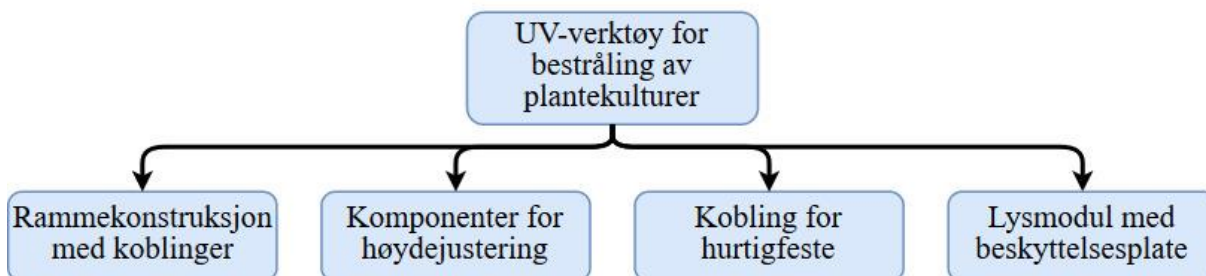 UV-verktøy for
bestråling av
plantekulturer
Rammekonstruksjon
med koblinger
Komponenter for
høydejustering
Kobling for
hurtigfeste
Lysmodul med
beskyttelsesplate